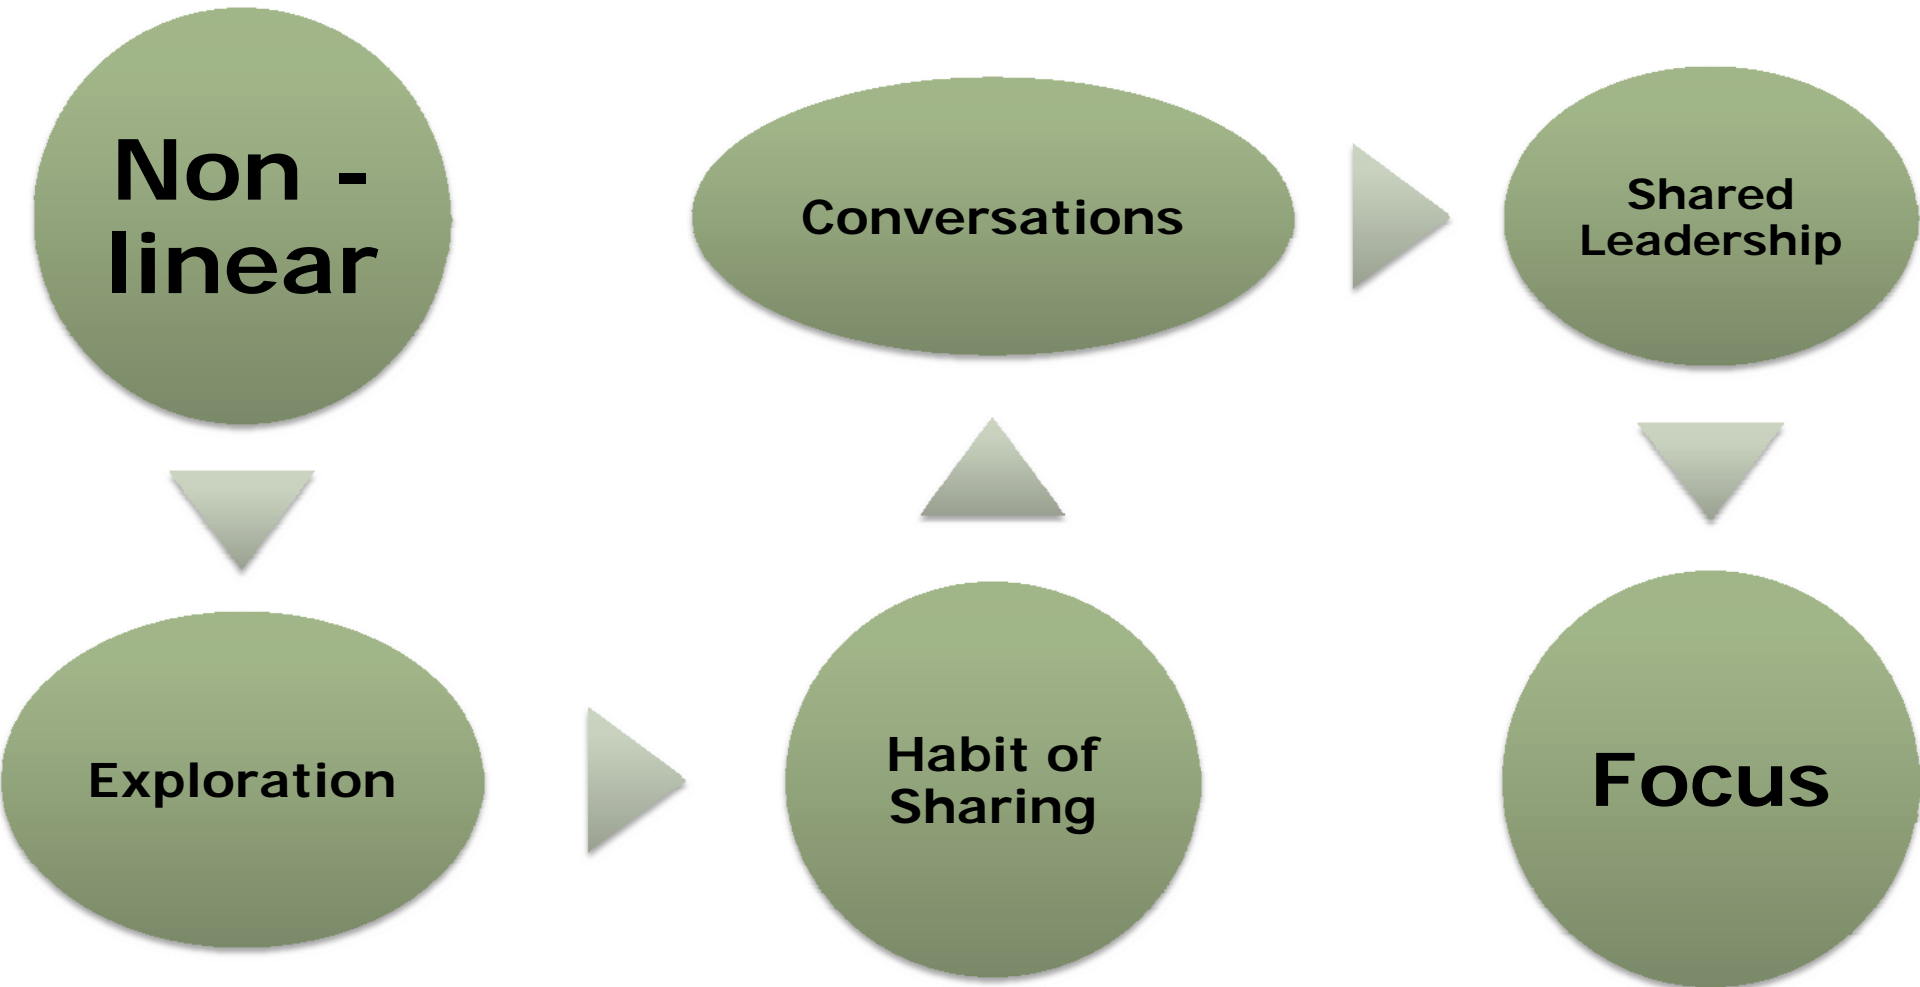 Non -
linear
Exploration
Habit of
Sharing
Conversations
Shared
Leadership
Focus